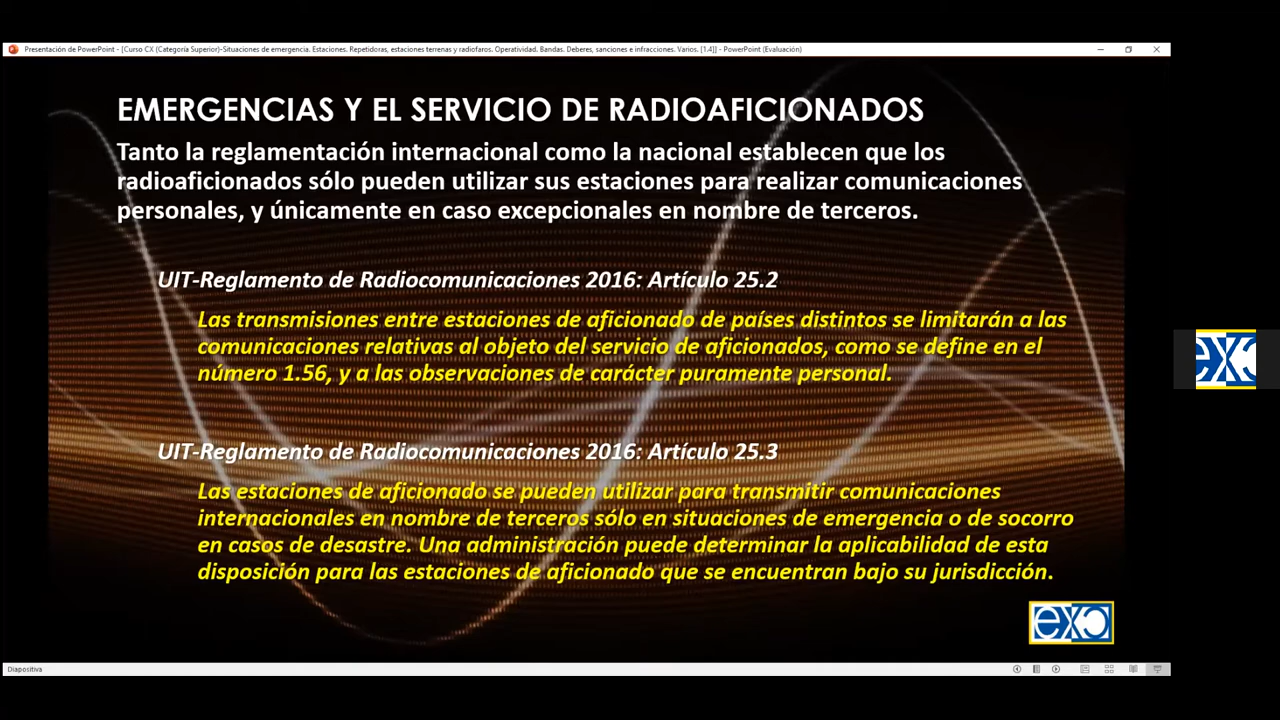 Presentación de PowerPoint - [Curso CX (Categoría Superior)-Situaciones de emergencia. Estaciones. Repetidoras, estaciones terrenas y radiofaros. Operatividad. Bandas. Deberes, sanciones e infracciones. Varios. [1.4]] - PowerPoint (Evaluación)
EMERGENCIAS Y EL SERVICIO DE RADIOAFICIONADOS
Tanto la reglamentación internacional como la nacional establecen que los
radioaficionados sólo pueden utilizar sus estaciones para realizar comunicaciones
personales, y únicamente en caso excepcionales en nombre de terceros.
UIT-Reglamento de Radiocomunicaciones 2016: Artículo 25.2
Las transmisiones entre estaciones de aficionado de países distintos se limitarán a las
comunicaciones relativas al objeto del servicio de aficionados, como se define en el
número 1.56, y a las observaciones de carácter puramente personal.
UIT-Reglamento de Radiocomunicaciones 2016: Artículo 25.3
Las estaciones de aficionado se pueden utilizar para transmitir comunicaciones
internacionales en nombre de terceros sólo en situaciones de emergencia o de socorro
en casos de desastre. Una administración puede determinar la aplicabilidad de esta
disposición para las estaciones de aficionado que se encuentran bajo su jurisdicción.
exc
exc
Diapositiva